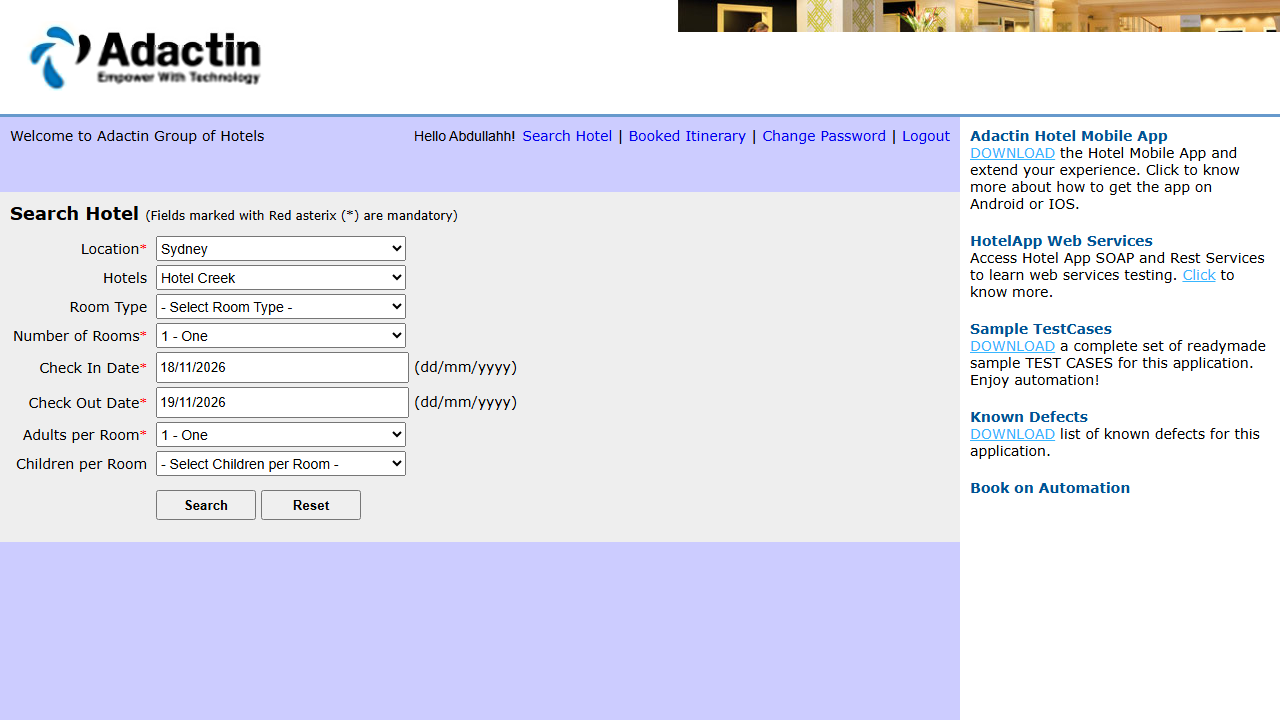 Adactin
Empower With Technology
Welcome to Adactin Group of Hotels
Hello Abdullahh! Search Hotel | Booked Itinerary | Change Password | Logout
Search Hotel (Fields marked with Red asterix (*) are mandatory)
Location* Sydney
Hotels Hotel Creek
Room Type - Select Room Type -
Number of Rooms* 1 - One
Check In Date* 18/11/2026 (dd/mm/yyyy)
Check Out Date* 19/11/2026 (dd/mm/yyyy)
Adults per Room* 1 - One
Children per Room - Select Children per Room -
Search Reset
Adactin Hotel Mobile App
DOWNLOAD the Hotel Mobile App and
extend your experience. Click to know
more about how to get the app on
Android or IOS.
HotelApp Web Services
Access Hotel App SOAP and Rest Services
to learn web services testing. Click to
know more.
Sample TestCases
DOWNLOAD a complete set of readymade
sample TEST CASES for this application.
Enjoy automation!
Known Defects
DOWNLOAD list of known defects for this
application.
Book on Automation